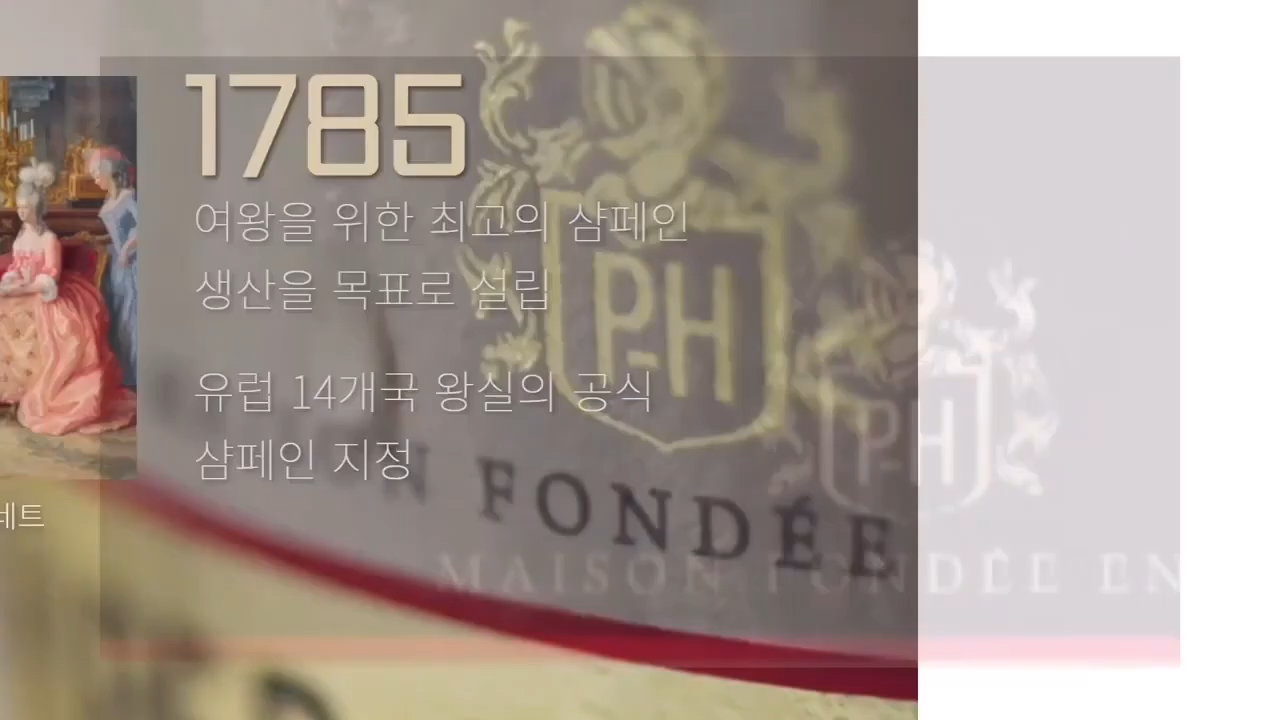 1785
여왕을 위한 최고의 샴페인
생산을 목표로 설립
유럽 14개국 왕실의 공식
샴페인 지정
네트
P-H
P-H
FONDÉE
MAISON FONDÉE EN